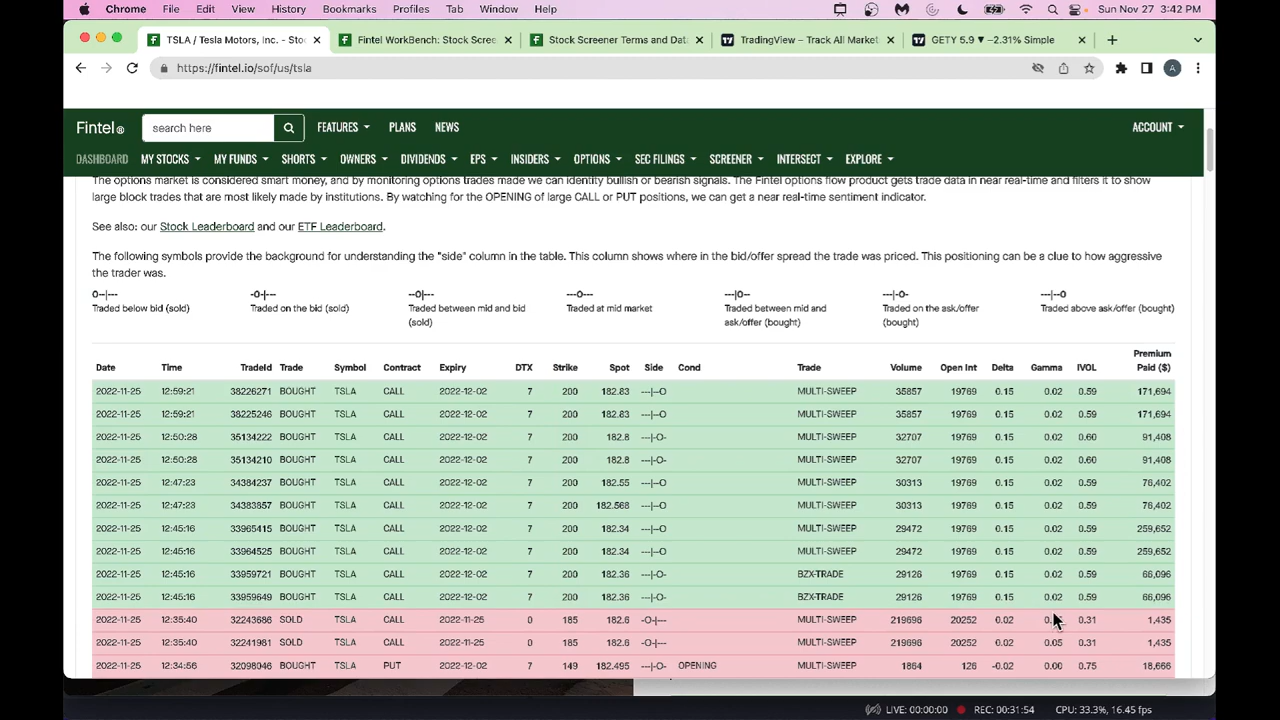 Chrome File Edit View History Bookmarks Profiles Tab Window Help Sun Nov 27 3:42 PM
TSLA / Tesla Motors, Inc. - Stoc Fintel WorkBench: Stock Scree Stock Screener Terms and Data TradingView – Track All Market GETY 5.9 ▼ −2.31% Simple
https://fintel.io/sof/us/tsla
Fintel® search here FEATURES PLANS NEWS ACCOUNT
DASHBOARD MY STOCKS MY FUNDS SHORTS OWNERS DIVIDENDS EPS INSIDERS OPTIONS SEC FILINGS SCREENER INTERSECT EXPLORE
The options market is considered smart money, and by monitoring options trades made we can identity bullish or bearish signals. The Fintel options flow product gets trade data in near real-time and filters it to show
large block trades that are most likely made by institutions. By watching for the OPENING of large CALL or PUT positions, we can get a near real-time sentiment indicator.
See also: our Stock Leaderboard and our ETF Leaderboard.
The following symbols provide the background for understanding the "side" column in the table. This column shows where in the bid/offer spread the trade was priced. This positioning can be a clue to how aggressive
the trader was.
O--|--- -O-|--- --O|--- ---O--- ---|O-- ---|-O- ---|--O
Traded below bid (sold) Traded on the bid (sold) Traded between mid and bid Traded at mid market Traded between mid and Traded on the ask/offer Traded above ask/offer (bought)
(sold) ask/offer (bought) (bought)
Premium
Date Time TradeId Trade Symbol Contract Expiry DTX Strike Spot Side Cond Trade Volume Open Int Delta Gamma IVOL Paid ($)
2022-11-25 12:59:21 38226271 BOUGHT TSLA CALL 2022-12-02 7 200 182.83 ---|--O MULTI-SWEEP 35857 19769 0.15 0.02 0.59 171,694
2022-11-25 12:59:21 38225246 BOUGHT TSLA CALL 2022-12-02 7 200 182.83 ---|--O MULTI-SWEEP 35857 19769 0.15 0.02 0.59 171,694
2022-11-25 12:50:28 35134222 BOUGHT TSLA CALL 2022-12-02 7 200 182.8 ---|-O- MULTI-SWEEP 32707 19769 0.15 0.02 0.60 91,408
2022-11-25 12:50:28 35134210 BOUGHT TSLA CALL 2022-12-02 7 200 182.8 ---|-O- MULTI-SWEEP 32707 19769 0.15 0.02 0.60 91,408
2022-11-25 12:47:23 34384237 BOUGHT TSLA CALL 2022-12-02 7 200 182.55 ---|--O MULTI-SWEEP 30313 19769 0.15 0.02 0.59 76,402
2022-11-25 12:47:23 34383857 BOUGHT TSLA CALL 2022-12-02 7 200 182.568 ---|--O MULTI-SWEEP 30313 19769 0.15 0.02 0.59 76,402
2022-11-25 12:45:16 33965415 BOUGHT TSLA CALL 2022-12-02 7 200 182.34 ---|--O MULTI-SWEEP 29472 19769 0.15 0.02 0.59 259,652
2022-11-25 12:45:16 33964525 BOUGHT TSLA CALL 2022-12-02 7 200 182.34 ---|--O MULTI-SWEEP 29472 19769 0.15 0.02 0.59 259,652
2022-11-25 12:45:16 33959721 BOUGHT TSLA CALL 2022-12-02 7 200 182.36 ---|-O- BZX-TRADE 29126 19769 0.15 0.02 0.59 66,096
2022-11-25 12:45:16 33959649 BOUGHT TSLA CALL 2022-12-02 7 200 182.36 ---|-O- BZX-TRADE 29126 19769 0.15 0.02 0.59 66,096
2022-11-25 12:35:40 32243686 SOLD TSLA CALL 2022-11-25 0 185 182.6 -O-|--- MULTI-SWEEP 219696 20252 0.02 0.31 1,435
2022-11-25 12:35:40 32241981 SOLD TSLA CALL 2022-11-25 0 185 182.6 -O-|--- MULTI-SWEEP 219696 20252 0.02 0.05 0.31 1,435
2022-11-25 12:34:56 32098046 BOUGHT TSLA PUT 2022-12-02 7 149 182.495 ---|-O- OPENING MULTI-SWEEP 1864 126 -0.02 0.00 0.75 18,666
LIVE: 00:00:00 REC: 00:31:54 CPU: 33.3%, 16.45 fps